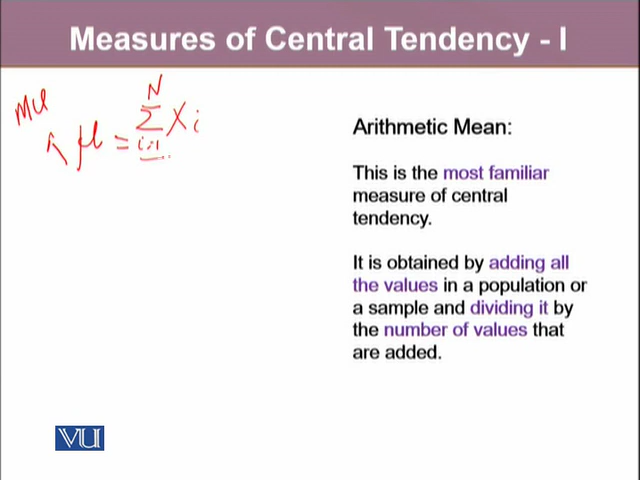 Measures of Central Tendency - I
MU
μ = N Σ i=1 Xi
Arithmetic Mean:
This is the most familiar
measure of central
tendency.
It is obtained by adding all
the values in a population or
a sample and dividing it by
the number of values that
are added.
VU